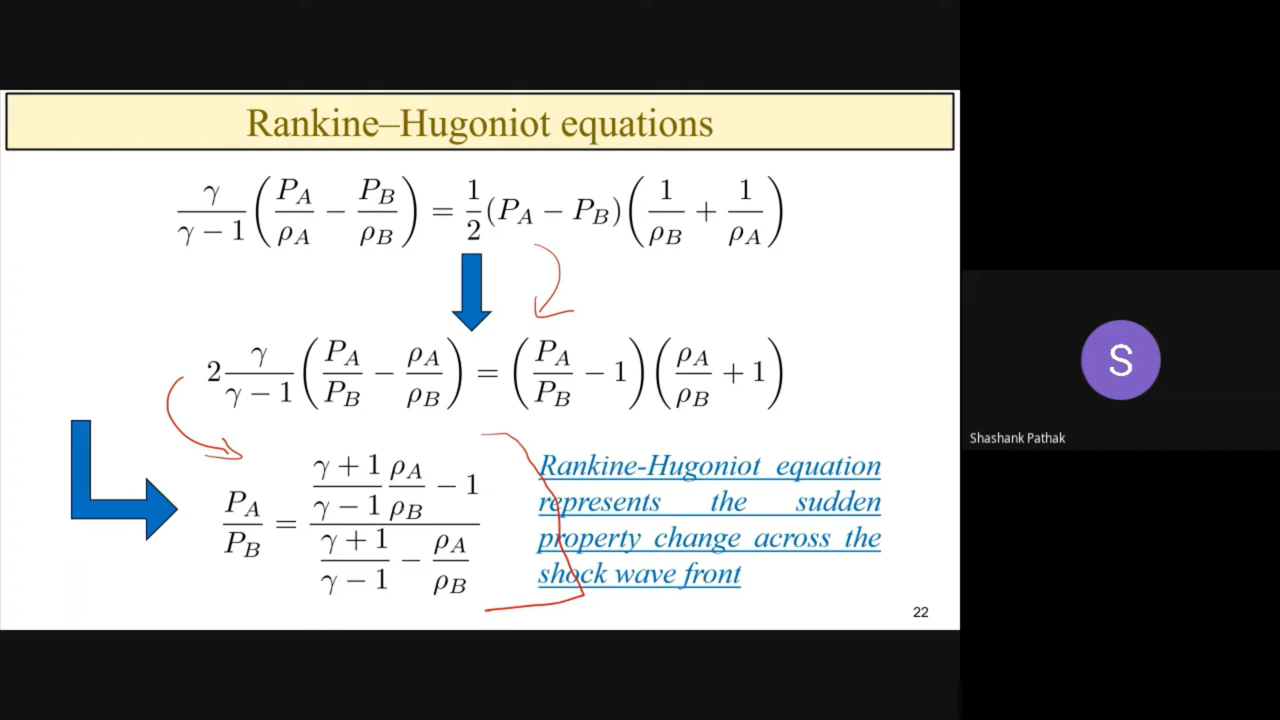 Rankine–Hugoniot equations
γ/(γ − 1) (P_A/ρ_A − P_B/ρ_B) = 1/2 (P_A − P_B)(1/ρ_B + 1/ρ_A)
2 γ/(γ − 1) (P_A/P_B − ρ_A/ρ_B) = (P_A/P_B − 1)(ρ_A/ρ_B + 1)
P_A/P_B = ((γ + 1)/(γ − 1) ρ_A/ρ_B − 1) / ((γ + 1)/(γ − 1) − ρ_A/ρ_B)
Rankine-Hugoniot equation
represents the sudden
property change across the
shock wave front
22
S
Shashank Pathak